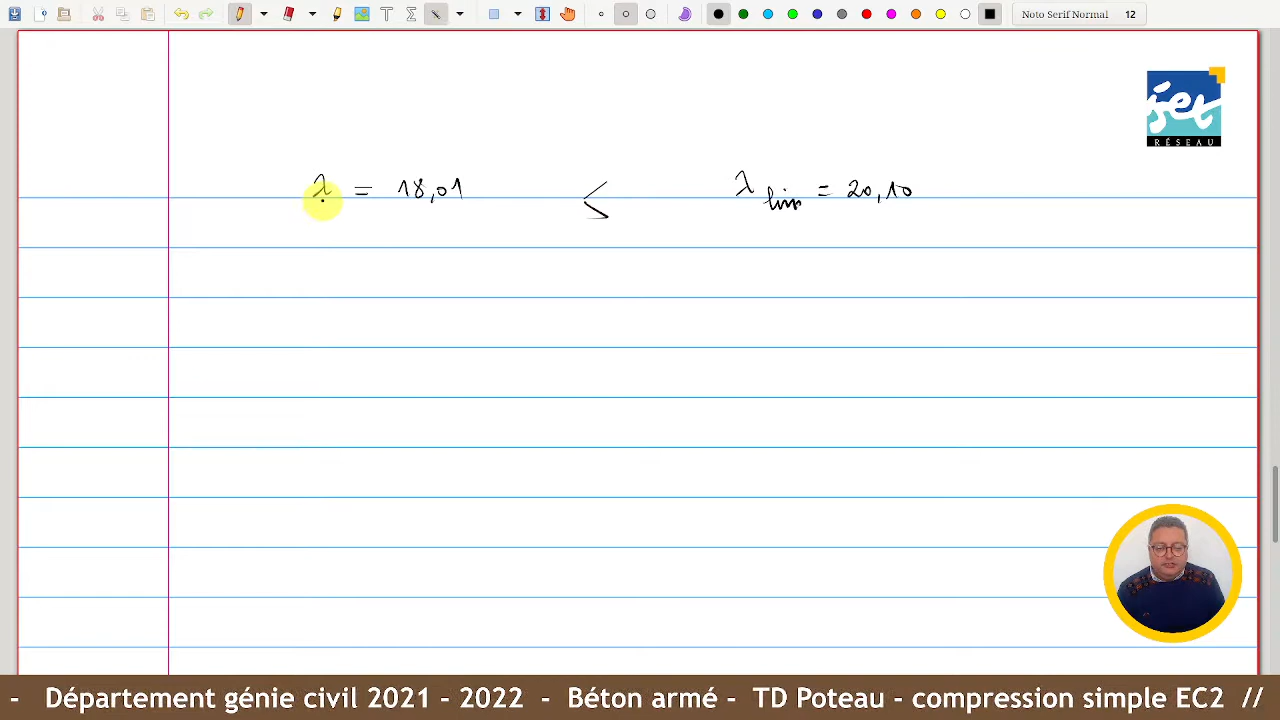 Noto Serif Normal 12
iset
RÉSEAU
λ = 18,01 < λ lim = 20,10
- Département génie civil 2021 - 2022 - Béton armé - TD Poteau - compression simple EC2 //